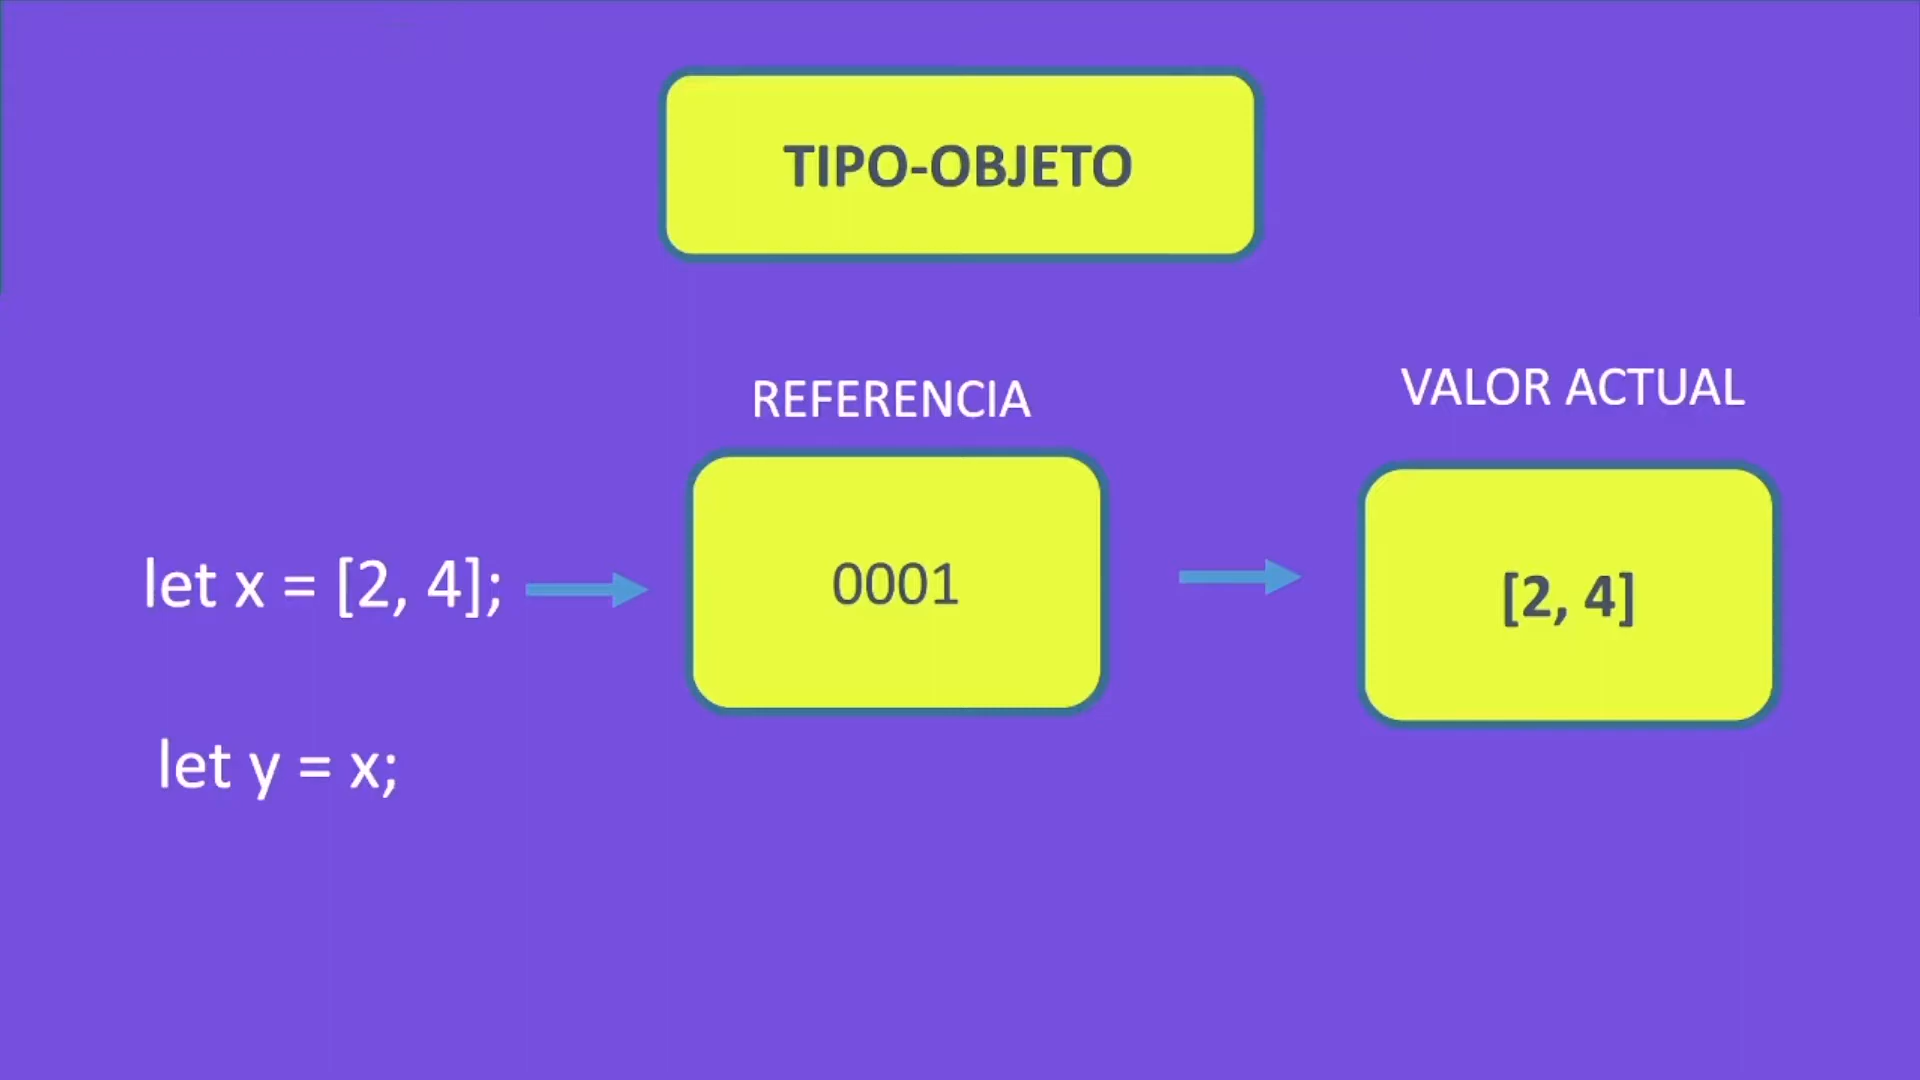 TIPO-OBJETO
REFERENCIA
VALOR ACTUAL
let x = [2, 4];
0001
[2, 4]
let y = x;